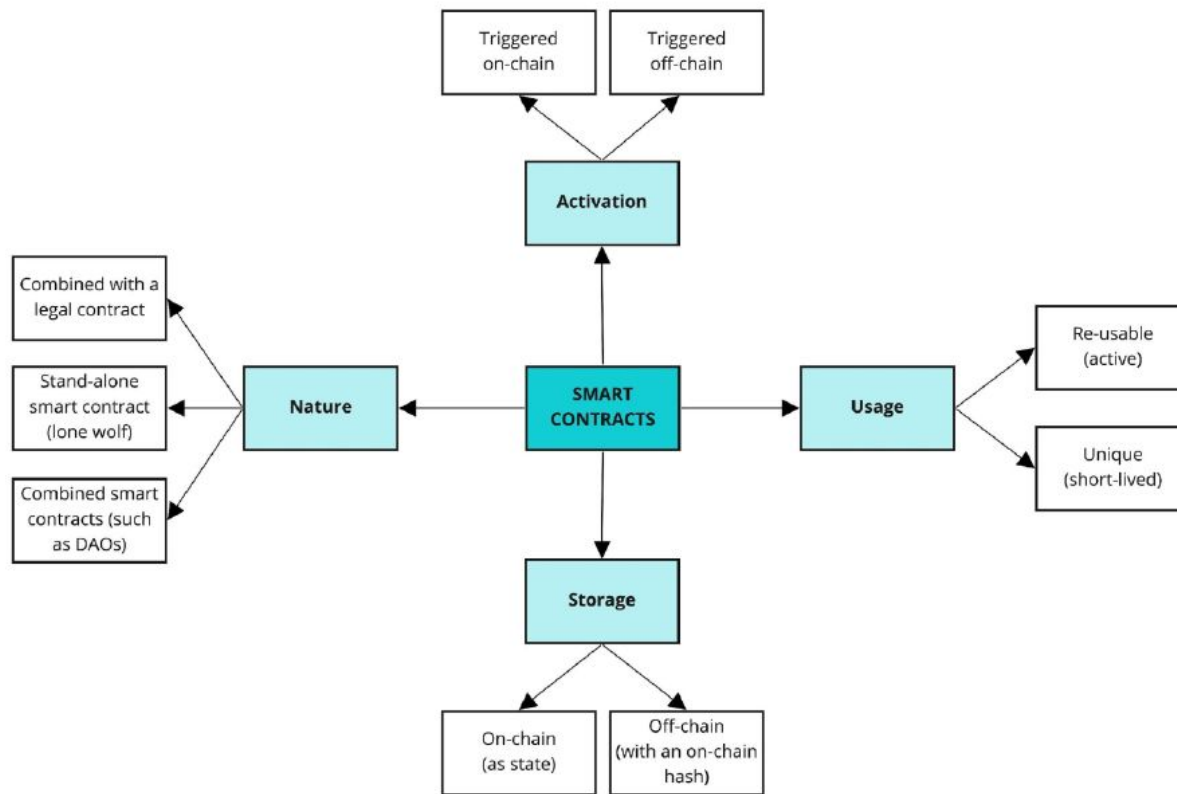 Triggered
on-chain
Triggered
off-chain
Activation
Combined with a
legal contract
Stand-alone
smart contract
(lone wolf)
Combined smart
contracts (such
as DAOs)
Nature
SMART
CONTRACTS
Usage
Re-usable
(active)
Unique
(short-lived)
Storage
On-chain
(as state)
Off-chain
(with an on-chain
hash)